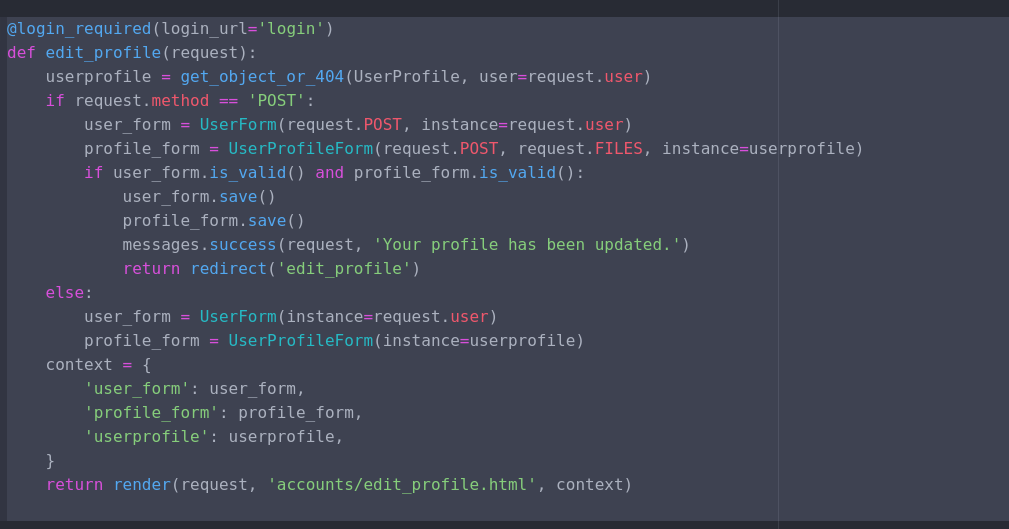 @login_required(login_url='login')
def edit_profile(request):
    userprofile = get_object_or_404(UserProfile, user=request.user)
    if request.method == 'POST':
        user_form = UserForm(request.POST, instance=request.user)
        profile_form = UserProfileForm(request.POST, request.FILES, instance=userprofile)
        if user_form.is_valid() and profile_form.is_valid():
            user_form.save()
            profile_form.save()
            messages.success(request, 'Your profile has been updated.')
            return redirect('edit_profile')
    else:
        user_form = UserForm(instance=request.user)
        profile_form = UserProfileForm(instance=userprofile)
    context = {
        'user_form': user_form,
        'profile_form': profile_form,
        'userprofile': userprofile,
    }
    return render(request, 'accounts/edit_profile.html', context)